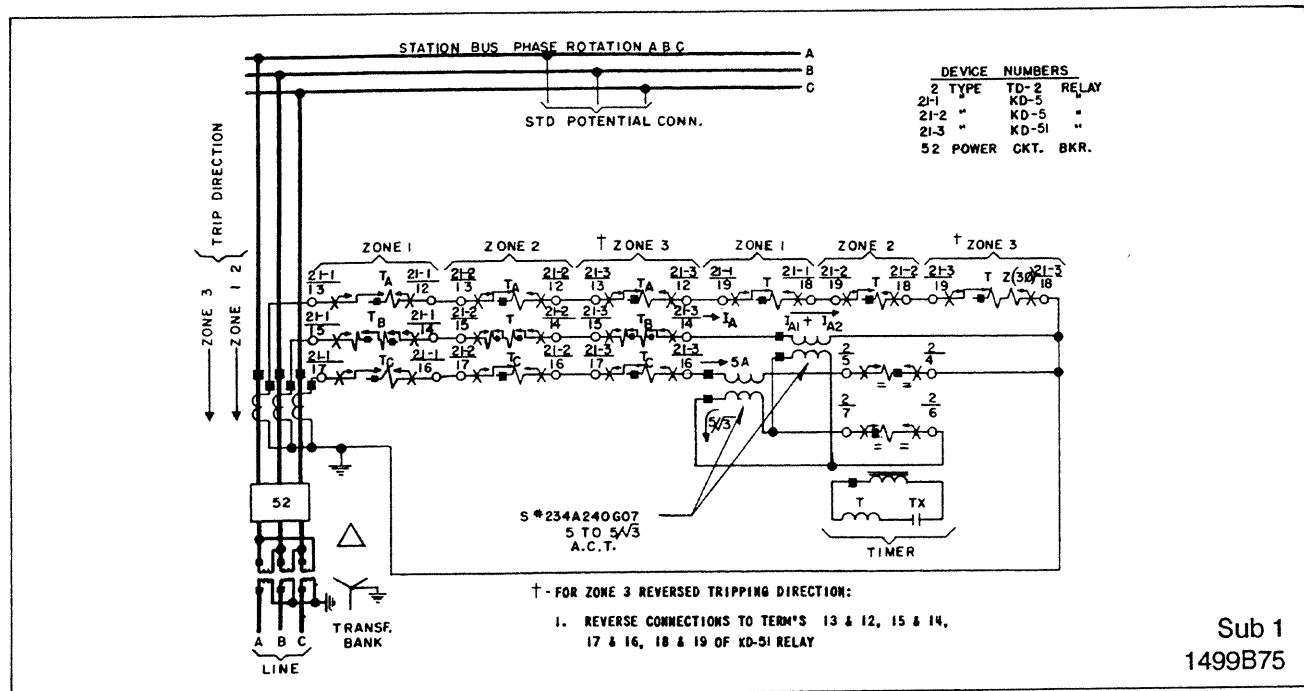 STATION BUS PHASE ROTATION A B C
A
B
C
STD POTENTIAL CONN.
DEVICE NUMBERS
2 TYPE TD-2 RELAY
21-1 " KD-5 "
21-2 " KD-5 "
21-3 " KD-51 "
52 POWER CKT. BKR.
TRIP DIRECTION
ZONE 3
ZONE 1 2
ZONE 1 ZONE 2 † ZONE 3 ZONE 1 ZONE 2 † ZONE 3
21-1 TA 21-1 21-2 TA 21-2 21-3 TA 21-3 21-1 T 21-1 21-2 T 21-2 21-3 T Z(3Ø) 21-3
13 12 13 12 13 12 19 18 19 18 19 18
21-1 TB 21-1 21-2 T 21-2 21-3 TB 21-3 IA IA1 + IA2
15 14 15 14 15 14
21-1 TC 21-1 21-2 TC 21-2 21-3 TC 21-3 5A 2 2
17 16 17 16 17 16 5 4
5/√3 2 2
7 6
52
S#234A240G07
5 TO 5/√3
A.C.T.
T TX
TIMER
TRANSF.
BANK
A B C
LINE
† - FOR ZONE 3 REVERSED TRIPPING DIRECTION:
1. REVERSE CONNECTIONS TO TERM'S 13 & 12, 15 & 14,
17 & 16, 18 & 19 OF KD-51 RELAY
Sub 1
1499B75